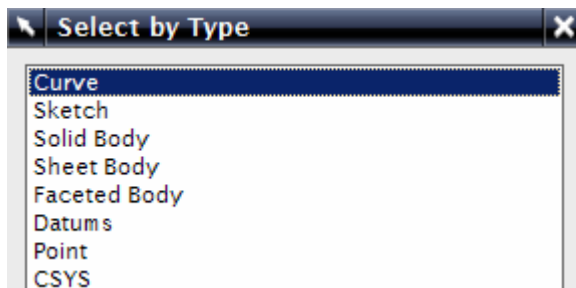 Select by Type
Curve
Sketch
Solid Body
Sheet Body
Faceted Body
Datums
Point
CSYS